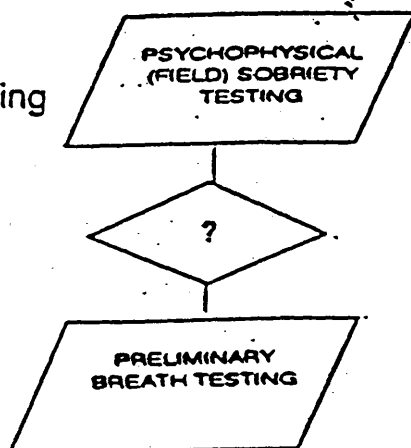 ing
PSYCHOPHYSICAL
(FIELD) SOBRIETY
TESTING
?
PRELIMINARY
BREATH TESTING